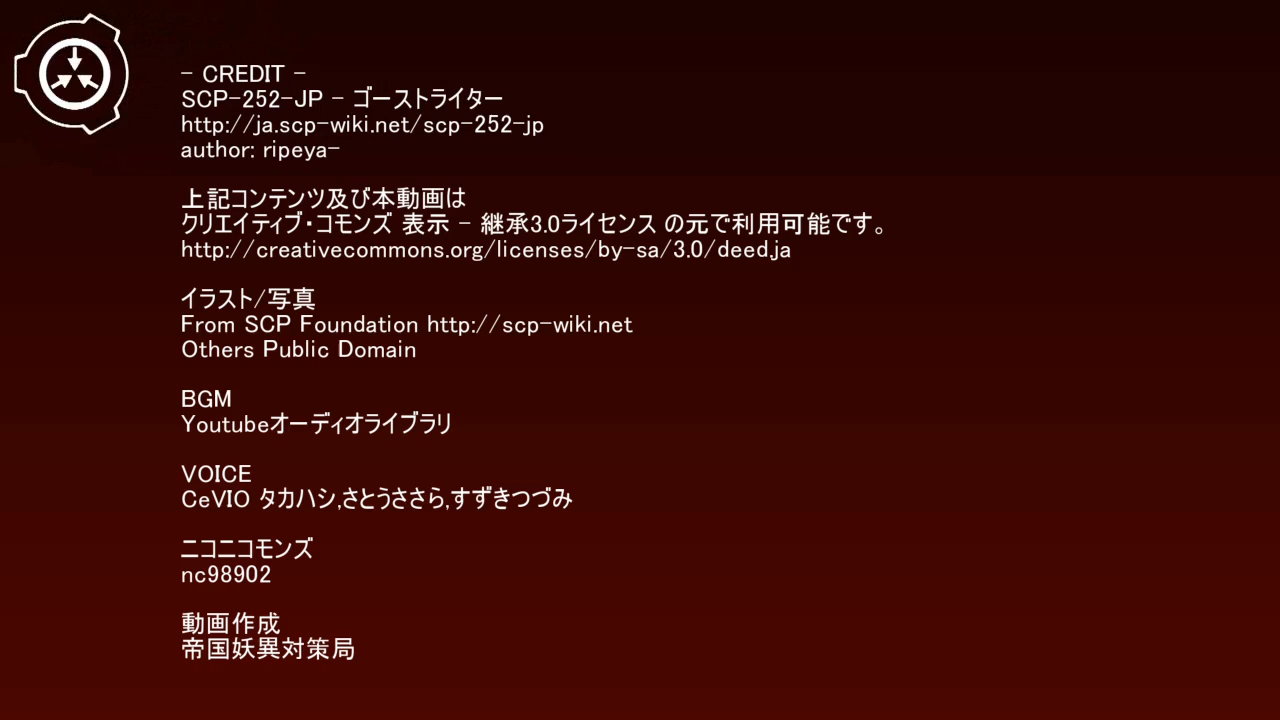 - CREDIT -
SCP-252-JP - ゴーストライター
http://ja.scp-wiki.net/scp-252-jp
author: ripeya-
上記コンテンツ及び本動画は
クリエイティブ・コモンズ 表示 - 継承3.0ライセンス の元で利用可能です。
http://creativecommons.org/licenses/by-sa/3.0/deed.ja
イラスト/写真
From SCP Foundation http://scp-wiki.net
Others Public Domain
BGM
Youtubeオーディオライブラリ
VOICE
CeVIO タカハシ,さとうささら,すずきつづみ
ニコニコモンズ
nc98902
動画作成
帝国妖異対策局